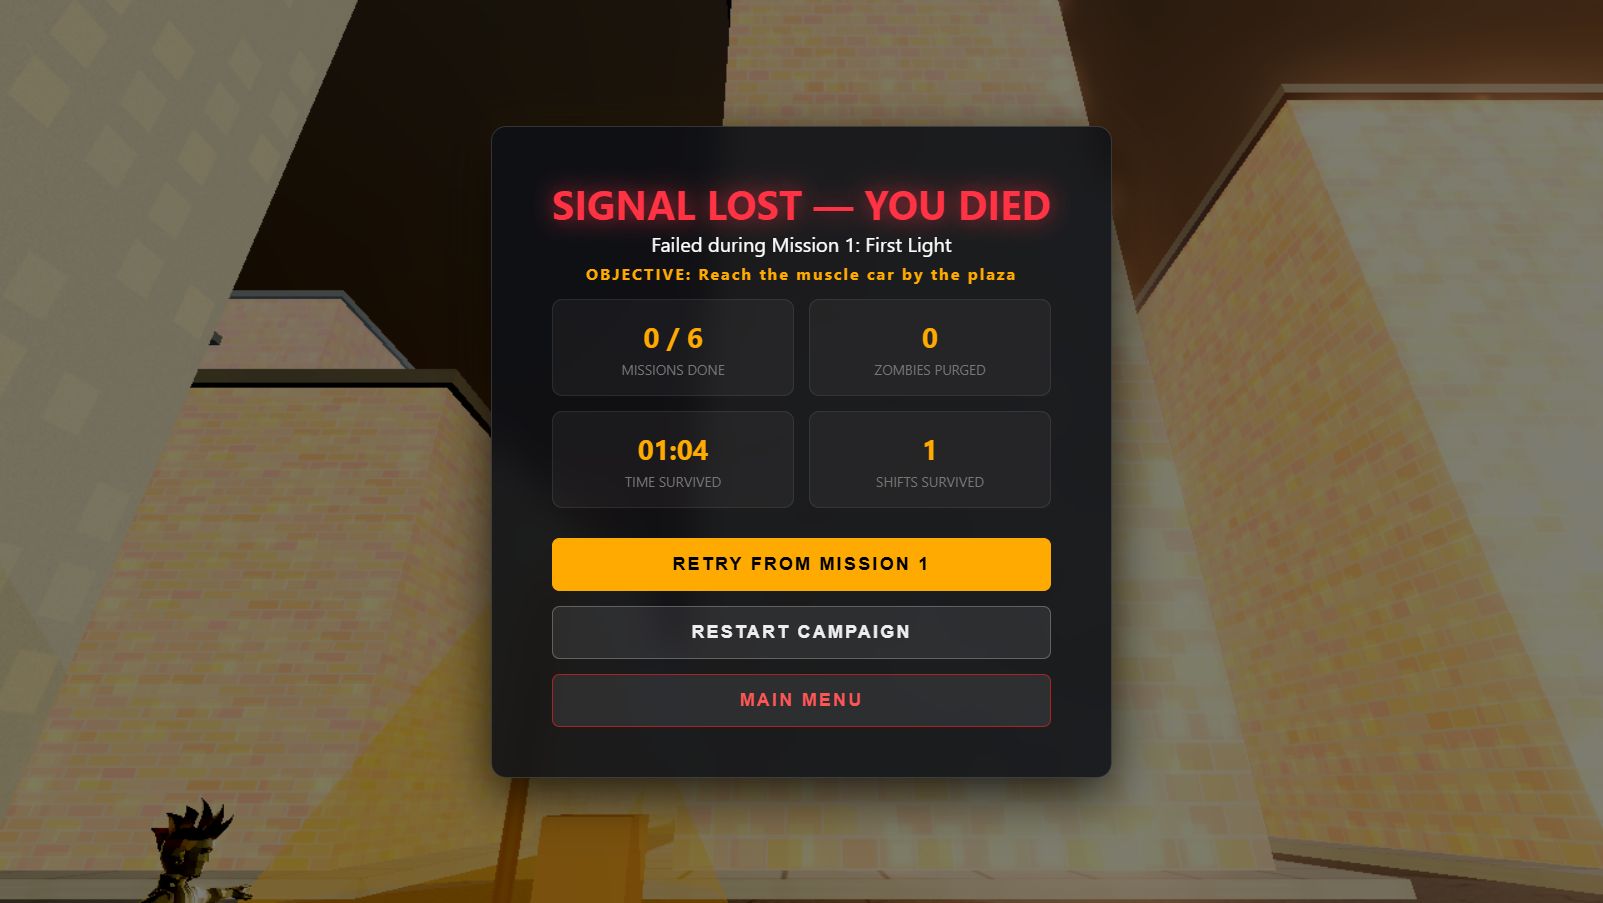 SIGNAL LOST — YOU DIED
Failed during Mission 1: First Light
OBJECTIVE: Reach the muscle car by the plaza
0 / 6
MISSIONS DONE
0
ZOMBIES PURGED
01:04
TIME SURVIVED
1
SHIFTS SURVIVED
RETRY FROM MISSION 1
RESTART CAMPAIGN
MAIN MENU